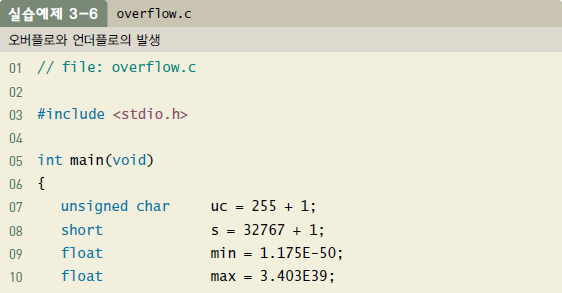 실습예제 3-6 overflow.c
오버플로와 언더플로의 발생
01 // file: overflow.c
02
03 #include <stdio.h>
04
05 int main(void)
06 {
07 unsigned char uc = 255 + 1;
08 short s = 32767 + 1;
09 float min = 1.175E-50;
10 float max = 3.403E39;